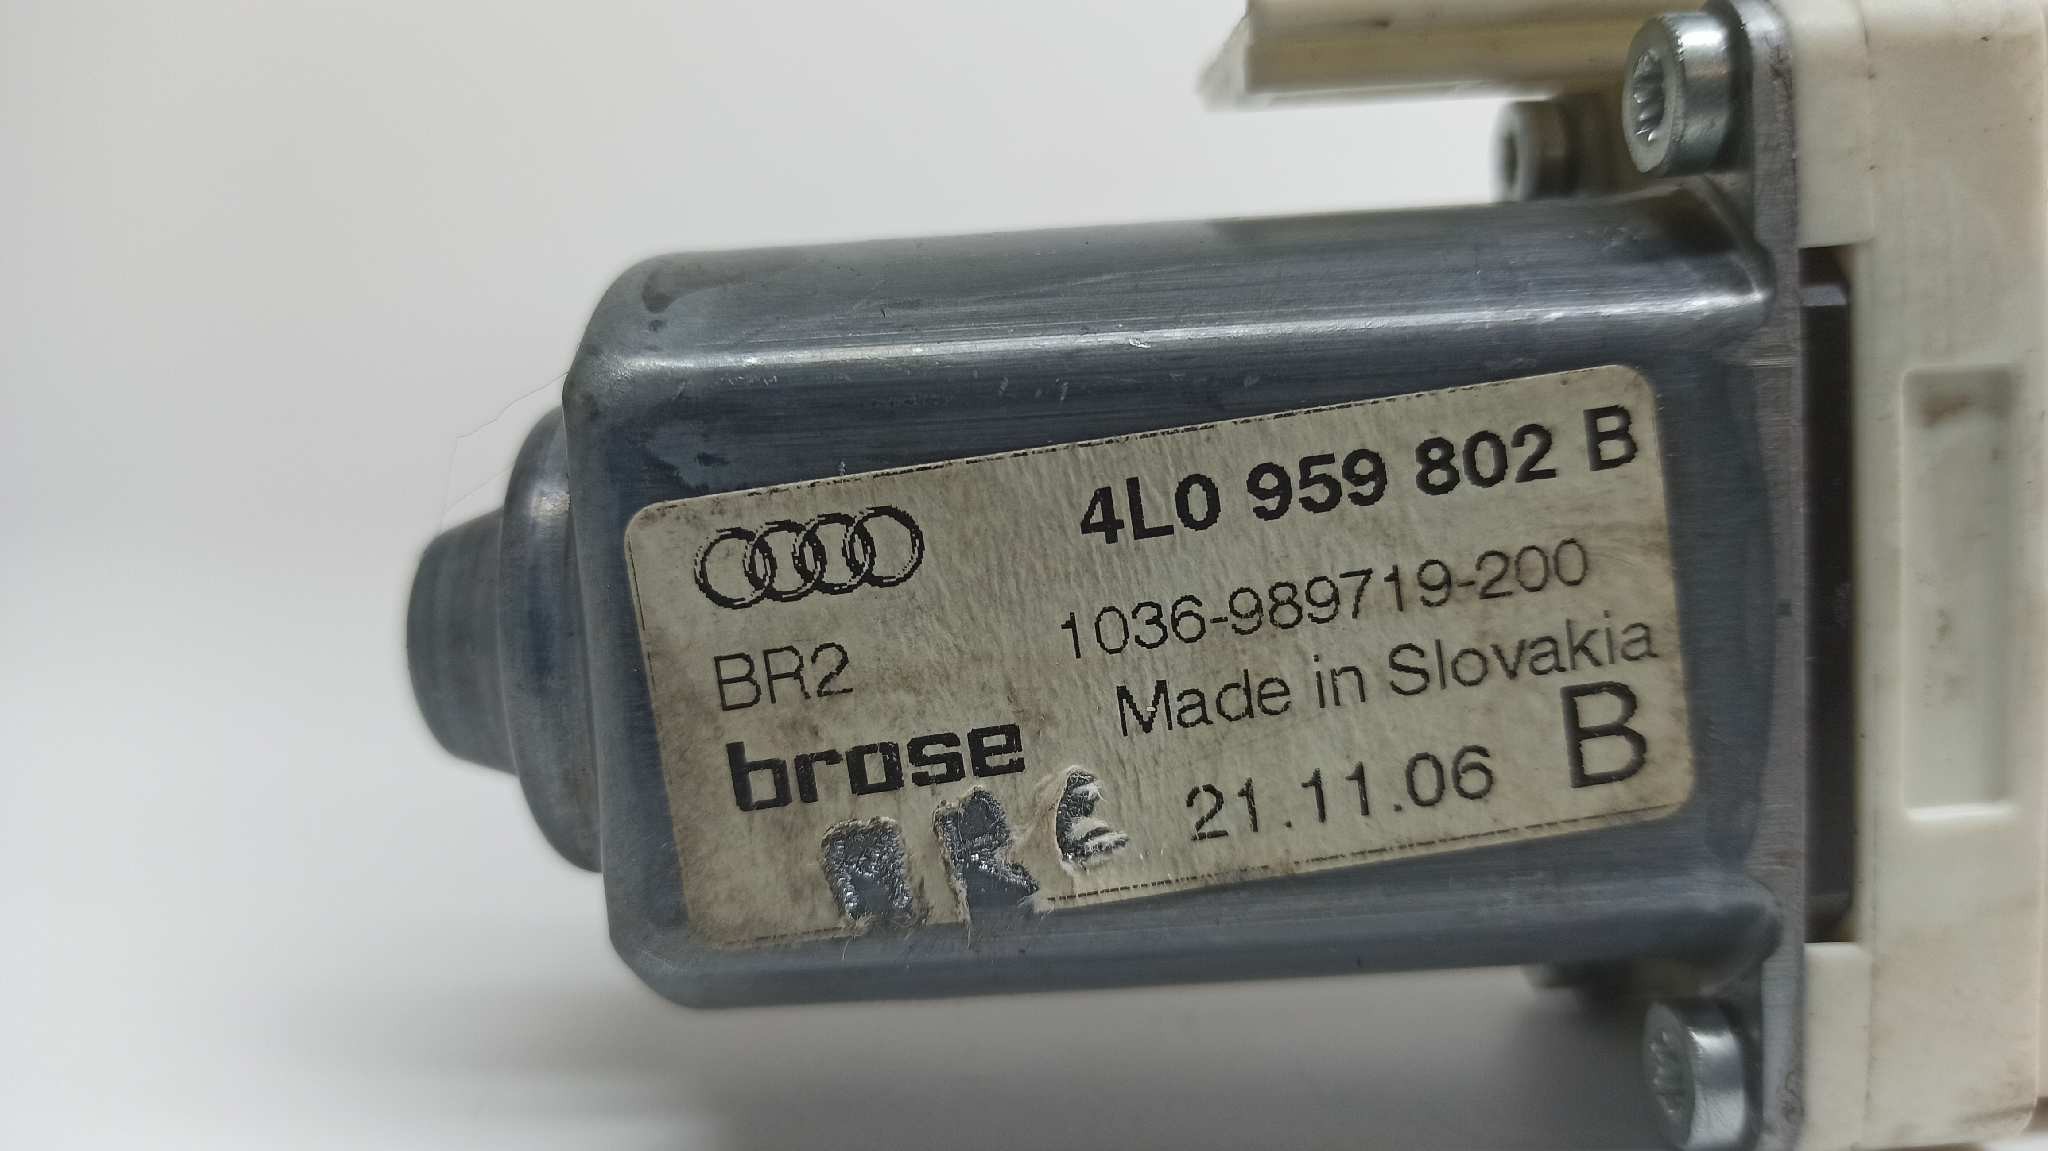 4L0 959 802 B
1036-989719-200
BR2
Made in Slovakia
brose
21.11.06
B